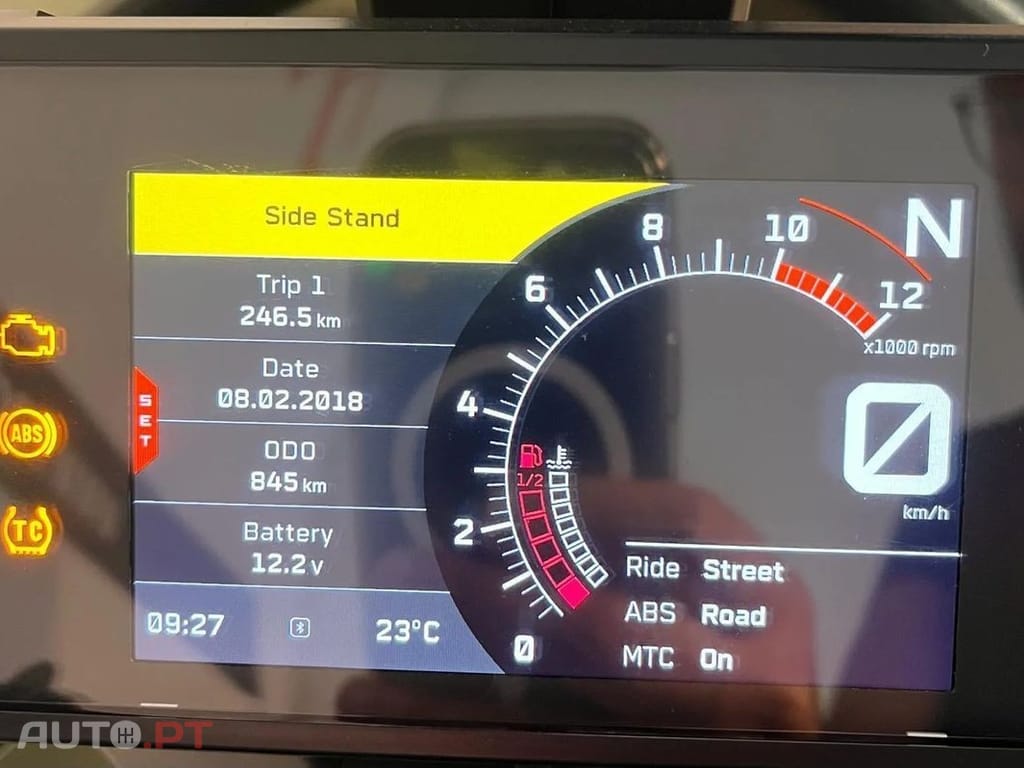 Side Stand
Trip 1
246.5 km
Date
08.02.2018
SET
ODO
845 km
Battery
12.2 V
09:27
23°C
ABS
TC
0
2
4
6
8
10
12
x1000 rpm
N
1/2
0
km/h
Ride Street
ABS Road
MTC On
AUTO.PT